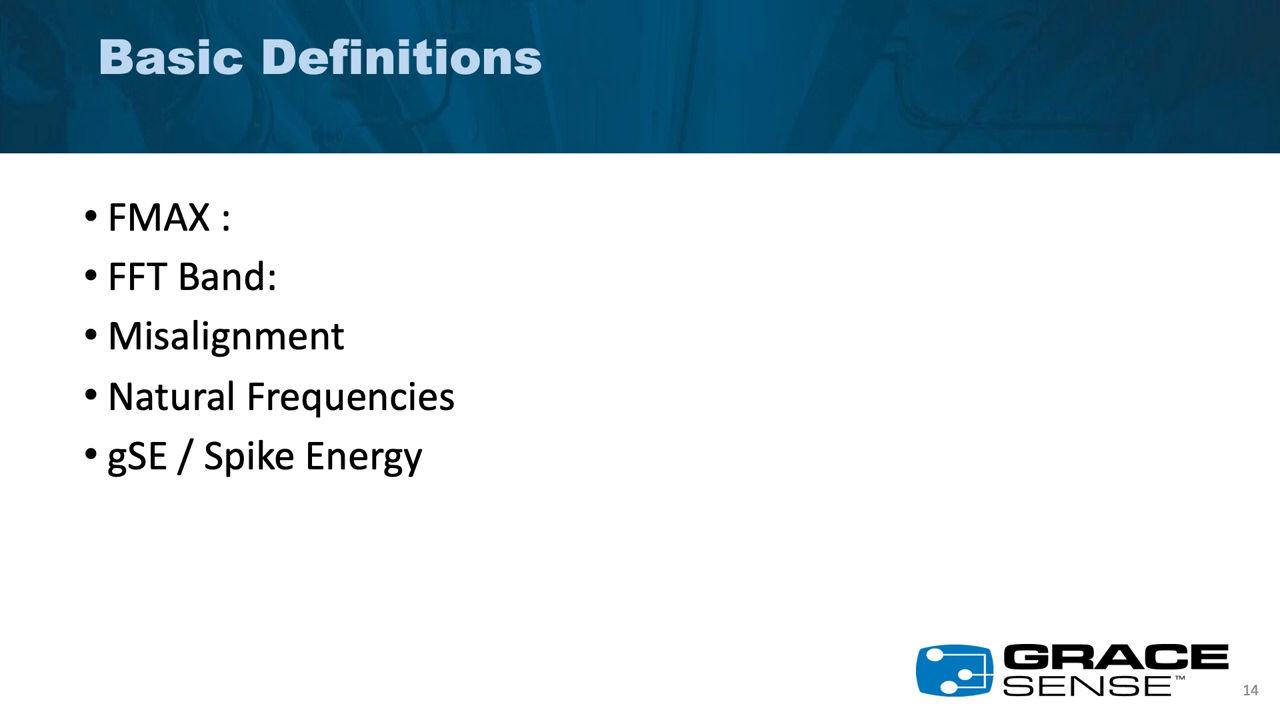 Basic Definitions
• FMAX :
• FFT Band:
• Misalignment
• Natural Frequencies
• gSE / Spike Energy
GRACE
SENSE™
14